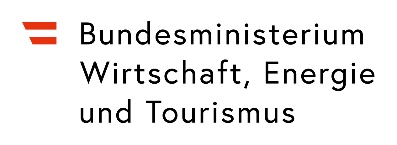 Bundesministerium
Wirtschaft, Energie
und Tourismus